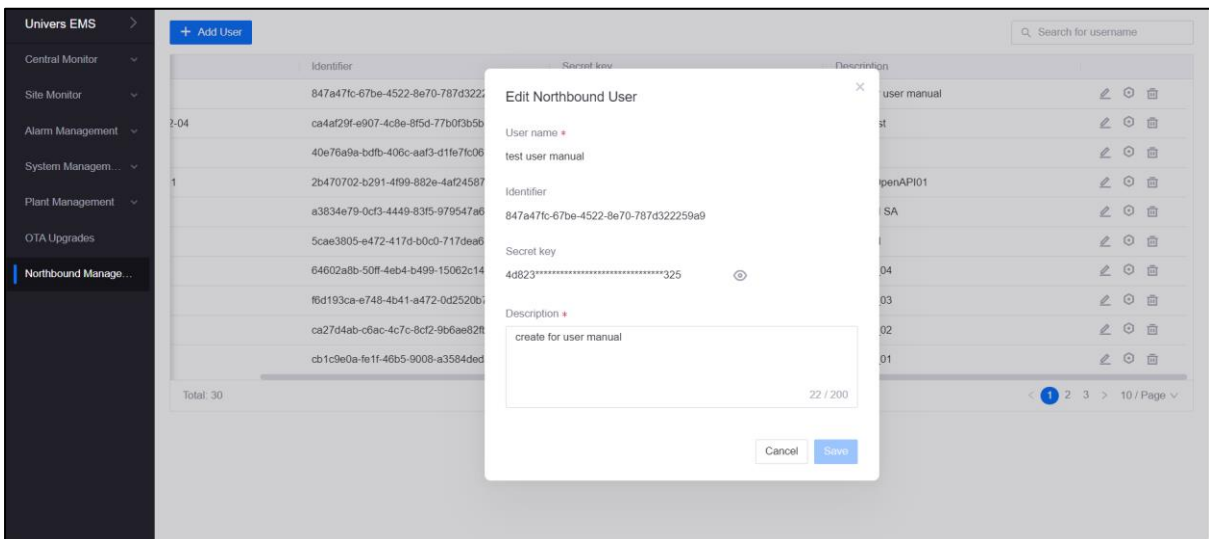 Univers EMS
+ Add User
Search for username
Central Monitor
Site Monitor
Alarm Management
System Managem...
Plant Management
OTA Upgrades
Northbound Manage...
Identifier
Secret key
Description
847a47fc-67be-4522-8e70-787d3222
user manual
2-04
ca4af29f-e907-4c8e-8f5d-77b0f3b5b
st
40e76a9a-bdfb-406c-aaf3-d1fe7fc06
1
2b470702-b291-4f99-882e-4af24587
OpenAPI01
a3834e79-0cf3-4449-83f5-979547a6
SA
5cae3805-e472-417d-b0c0-717dea6
64602a8b-50ff-4eb4-b499-15062c14
04
f6d193ca-e748-4b41-a472-0d2520b7
03
ca27d4ab-c6ac-4c7c-8cf2-9b6ae82fb
02
cb1c9e0a-fe1f-46b5-9008-a3584ded
01
Total: 30
1 2 3
10 / Page
Edit Northbound User
User name *
test user manual
Identifier
847a47fc-67be-4522-8e70-787d322259a9
Secret key
4d823********************************325
Description *
create for user manual
22 / 200
Cancel
Save